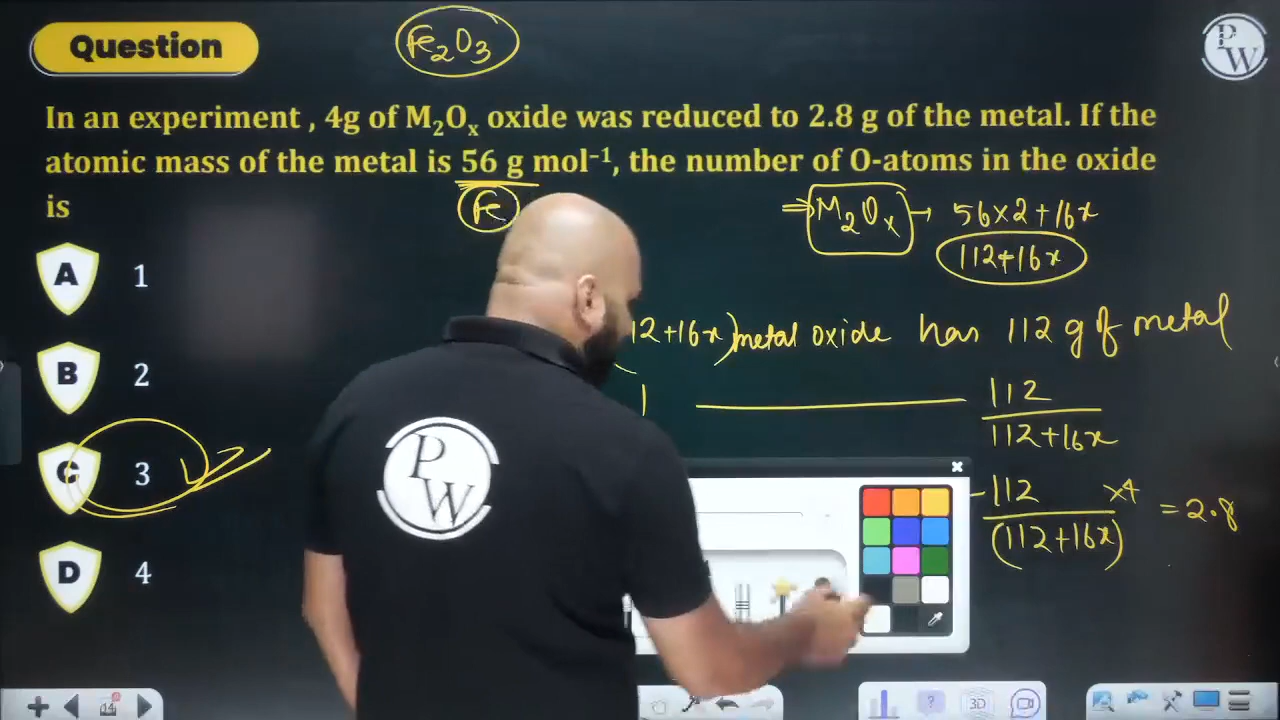 Question
Fe₂O₃
PW
In an experiment , 4g of M₂Oₓ oxide was reduced to 2.8 g of the metal. If the
atomic mass of the metal is 56 g mol⁻¹, the number of O-atoms in the oxide
is
Fe
⇒ M₂Oₓ → 56×2+16x
112+16x
A 1
12+16x) metal oxide has 112 g of metal
B 2
1 112
112+16x
C 3
112 ×4 = 2.8
(112+16x)
D 4
PW
14
3D